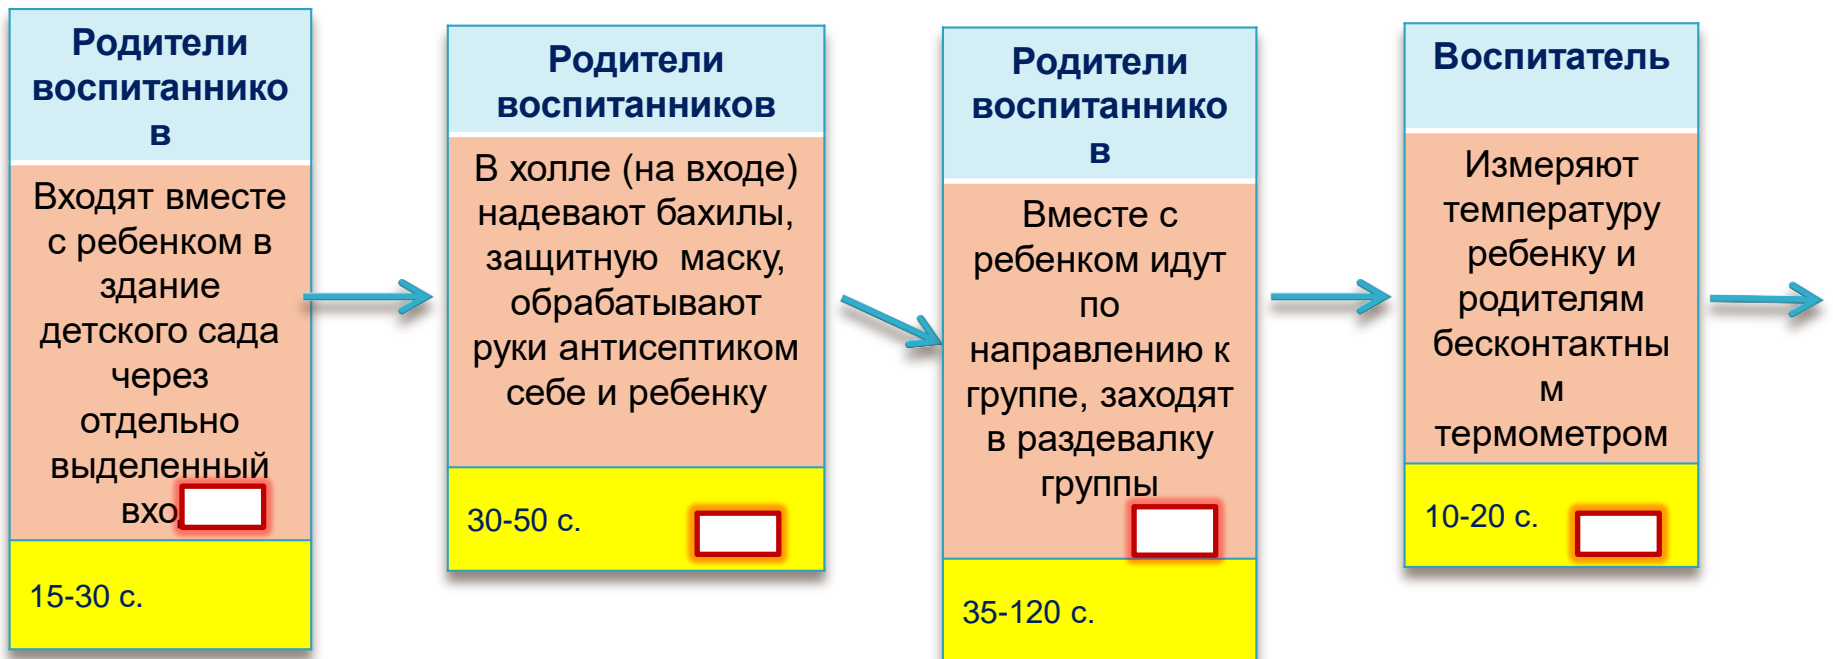 Родители
воспитаннико
в
Входят вместе
с ребенком в
здание
детского сада
через
отдельно
выделенный
15-30 с.
Родители
воспитанников
В холле (на входе)
надевают бахилы,
защитную маску,
обрабатывают
руки антисептиком
себе и ребенку
30-50 с.
Родители
воспитаннико
в
Вместе с
ребенком идут
по
направлению к
группе, заходят
в раздевалку
группы
35-120 с.
Воспитатель
Измеряют
температуру
ребенку и
родителям
бесконтактны
м
термометром
10-20 с.